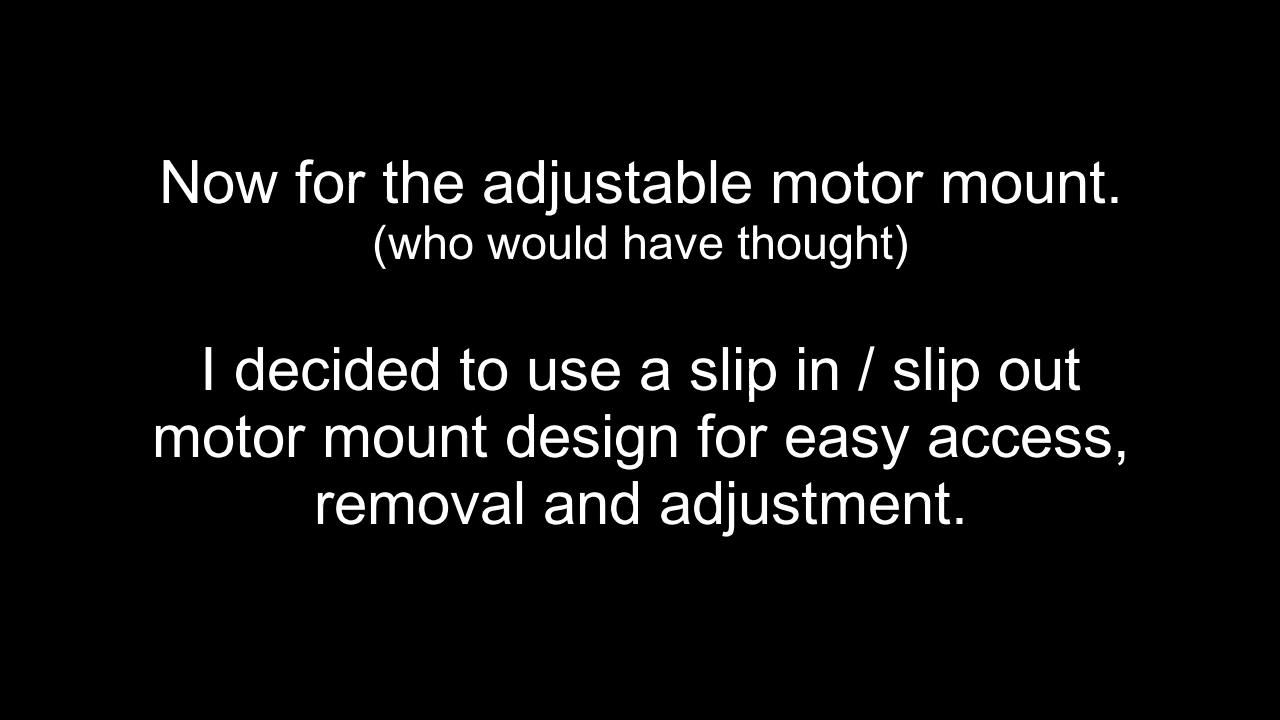 Now for the adjustable motor mount.
(who would have thought)
I decided to use a slip in / slip out
motor mount design for easy access,
removal and adjustment.